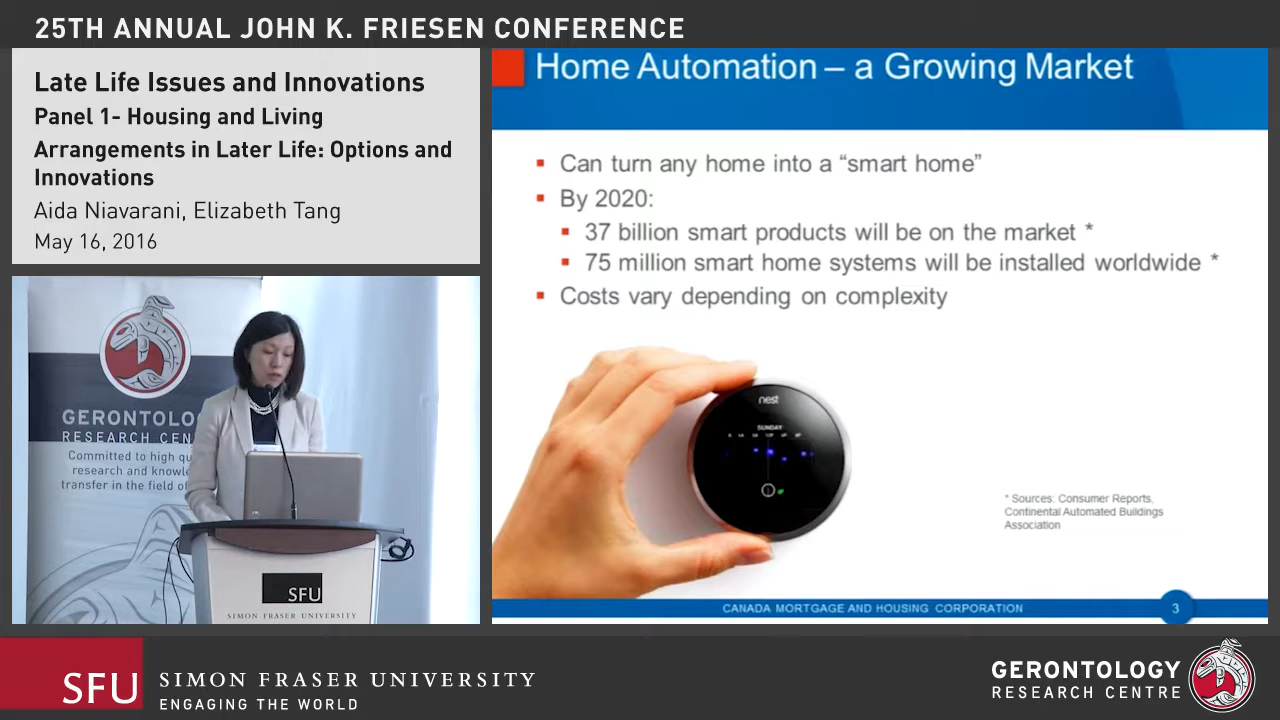 25TH ANNUAL JOHN K. FRIESEN CONFERENCE
Late Life Issues and Innovations
Panel 1- Housing and Living
Arrangements in Later Life: Options and
Innovations
Aida Niavarani, Elizabeth Tang
May 16, 2016
Home Automation – a Growing Market
▪ Can turn any home into a “smart home”
▪ By 2020:
▪ 37 billion smart products will be on the market *
▪ 75 million smart home systems will be installed worldwide *
▪ Costs vary depending on complexity
nest
SUNDAY
* Sources: Consumer Reports,
Continental Automated Buildings
Association
CANADA MORTGAGE AND HOUSING CORPORATION
3
GERONTOLO
RESEARCH CEN
Committed to high qu
research and knowle
transfer in the field of
SFU
SIMON FRASER UNIVERSITY
SFU
SIMON FRASER UNIVERSITY
ENGAGING THE WORLD
GERONTOLOGY
RESEARCH CENTRE